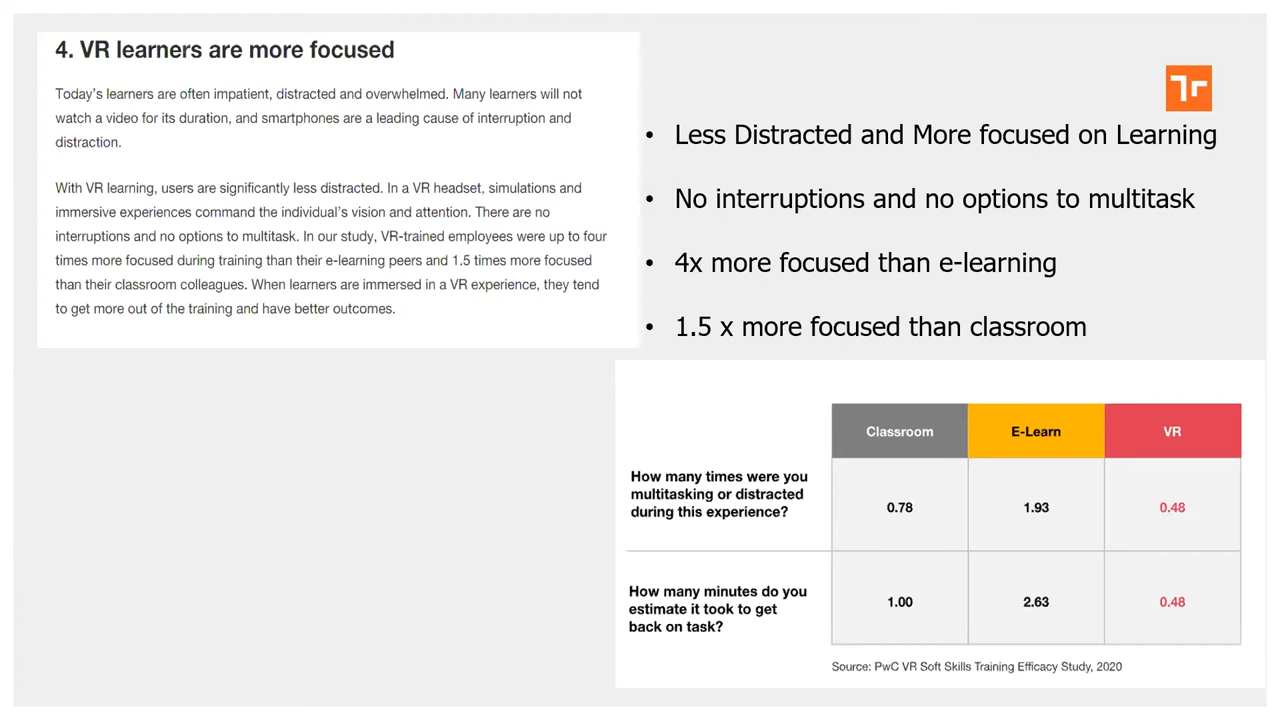 4. VR learners are more focused
Today's learners are often impatient, distracted and overwhelmed. Many learners will not
watch a video for its duration, and smartphones are a leading cause of interruption and
distraction.
With VR learning, users are significantly less distracted. In a VR headset, simulations and
immersive experiences command the individual's vision and attention. There are no
interruptions and no options to multitask. In our study, VR-trained employees were up to four
times more focused during training than their e-learning peers and 1.5 times more focused
than their classroom colleagues. When learners are immersed in a VR experience, they tend
to get more out of the training and have better outcomes.
• Less Distracted and More focused on Learning
• No interruptions and no options to multitask
• 4x more focused than e-learning
• 1.5 x more focused than classroom
Classroom E-Learn VR
How many times were you
multitasking or distracted
during this experience?
0.78 1.93 0.48
How many minutes do you
estimate it took to get
back on task?
1.00 2.63 0.48
Source: PwC VR Soft Skills Training Efficacy Study, 2020